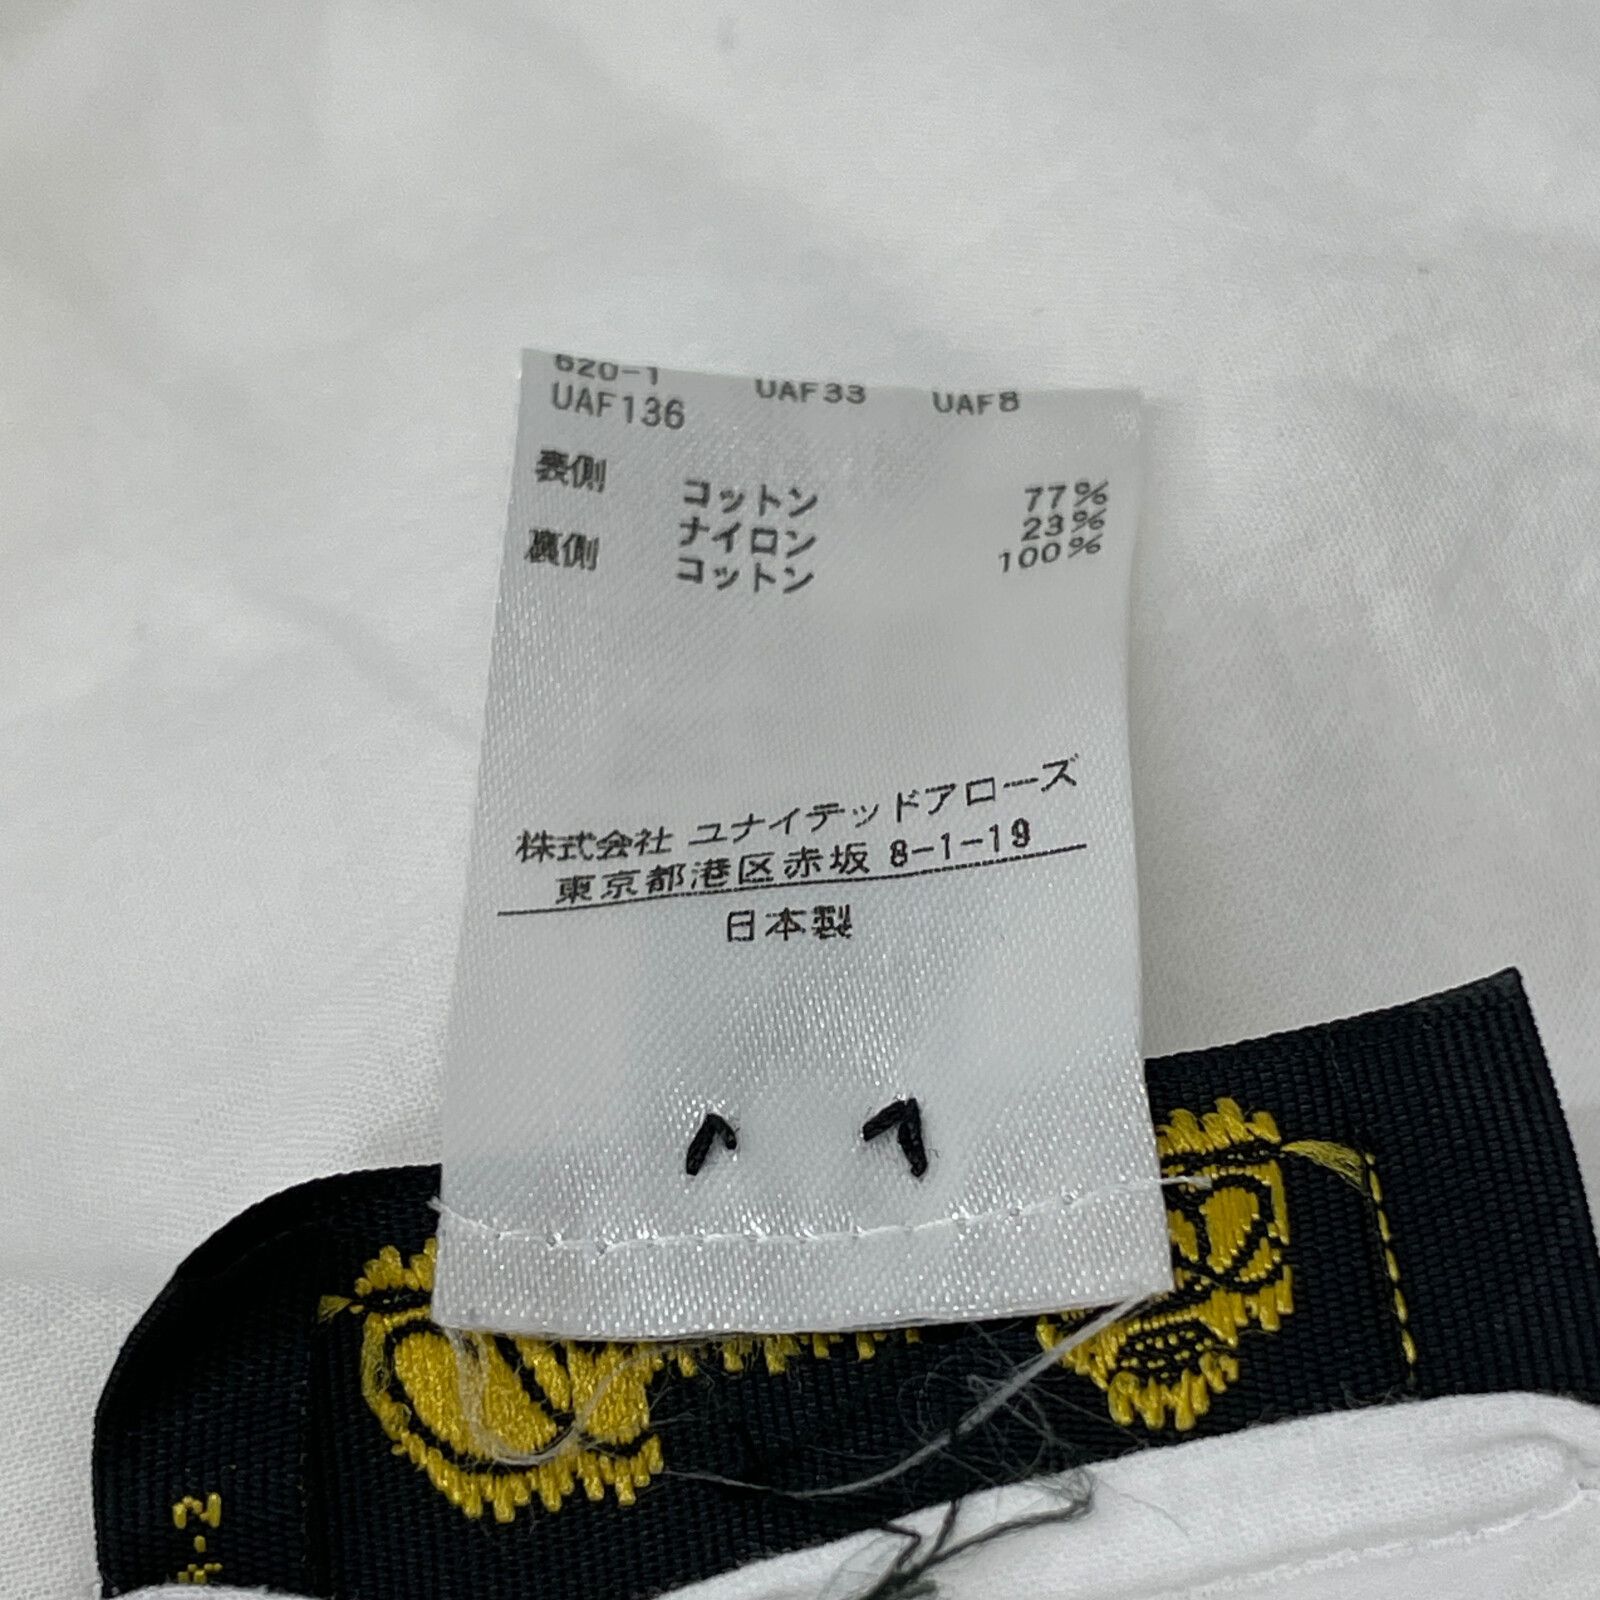 620-1 UAF33 UAF8
UAF136
表側 コットン 77%
ナイロン 23%
裏側 コットン 100%
株式会社 ユナイテッドアローズ
東京都港区赤坂 8-1-19
日本製